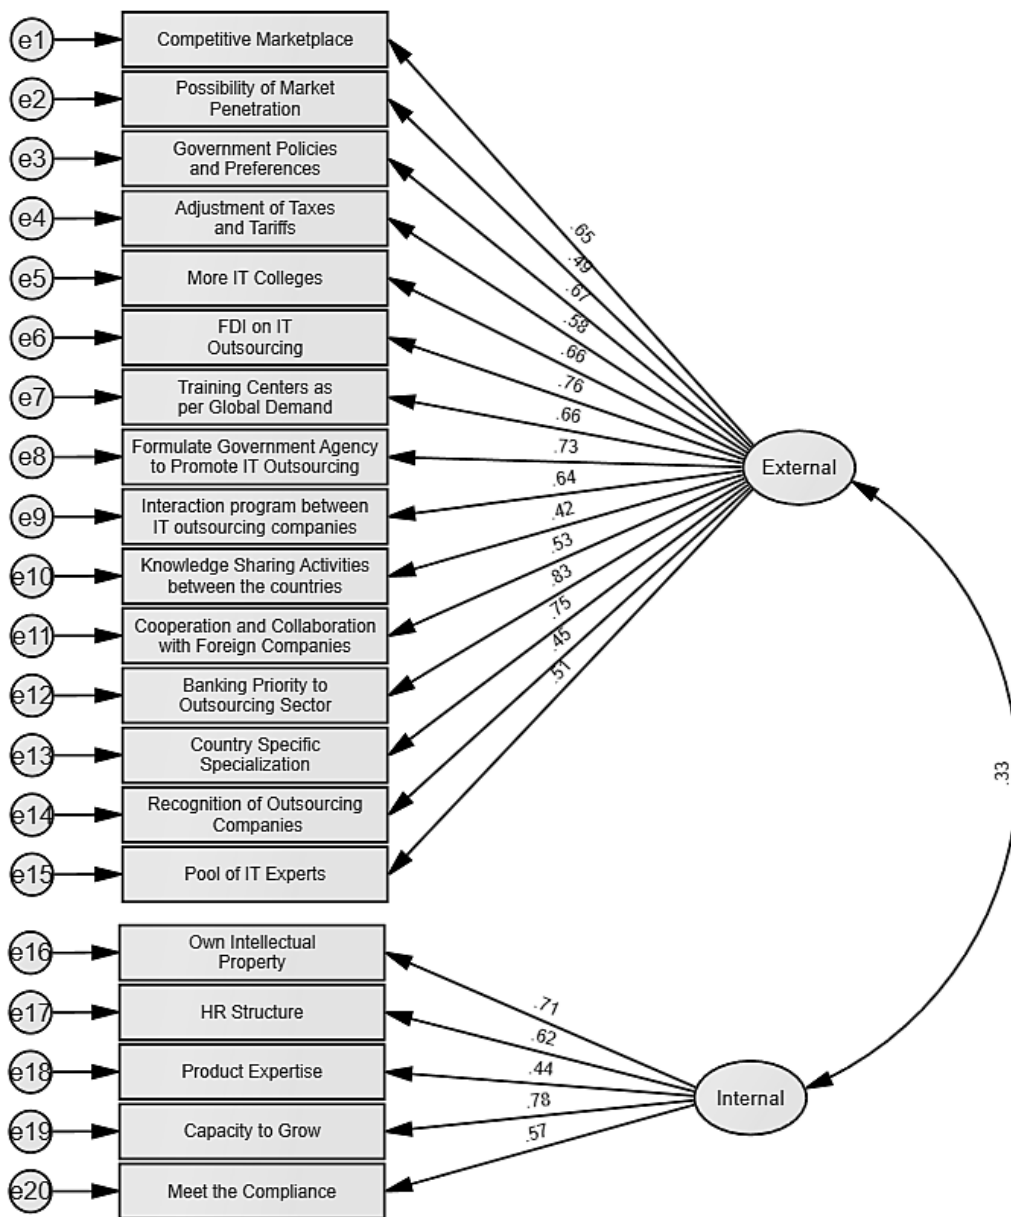 e1
Competitive Marketplace
e2
Possibility of Market
Penetration
e3
Government Policies
and Preferences
e4
Adjustment of Taxes
and Tariffs
e5
More IT Colleges
e6
FDI on IT
Outsourcing
e7
Training Centers as
per Global Demand
e8
Formulate Government Agency
to Promote IT Outsourcing
e9
Interaction program between
IT outsourcing companies
e10
Knowledge Sharing Activities
between the countries
e11
Cooperation and Collaboration
with Foreign Companies
e12
Banking Priority to
Outsourcing Sector
e13
Country Specific
Specialization
e14
Recognition of Outsourcing
Companies
e15
Pool of IT Experts
.65
.49
.67
.58
.66
.76
.66
.73
.64
.42
.53
.83
.75
.45
.51
External
.33
e16
Own Intellectual
Property
e17
HR Structure
e18
Product Expertise
e19
Capacity to Grow
e20
Meet the Compliance
.71
.62
.44
.78
.57
Internal